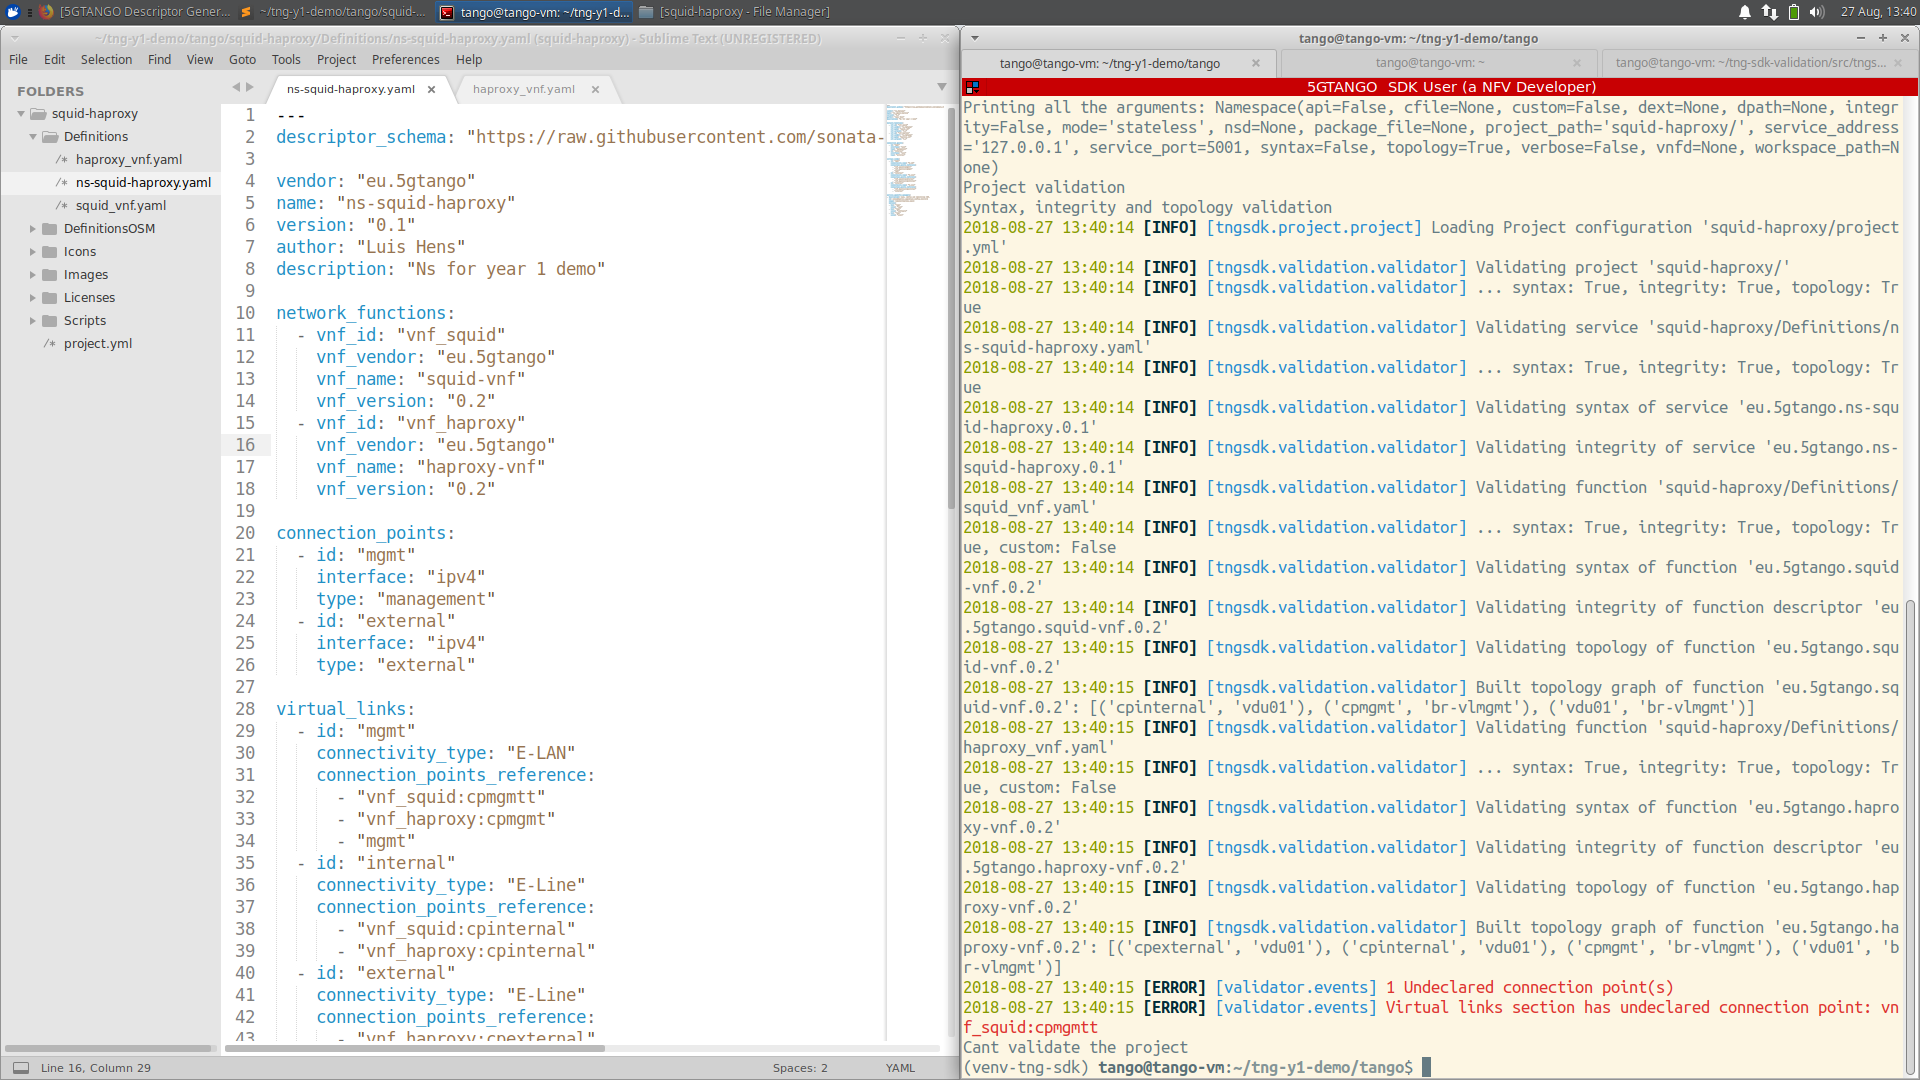 [5GTANGO Descriptor Gener...
~/tng-y1-demo/tango/squid-...
tango@tango-vm: ~/tng-y1-d...
[squid-haproxy - File Manager]
27 Aug, 13:40
~/tng-y1-demo/tango/squid-haproxy/Definitions/ns-squid-haproxy.yaml (squid-haproxy) - Sublime Text (UNREGISTERED)
File Edit Selection Find View Goto Tools Project Preferences Help
FOLDERS
squid-haproxy
Definitions
/* haproxy_vnf.yaml
/* ns-squid-haproxy.yaml
/* squid_vnf.yaml
DefinitionsOSM
Icons
Images
Licenses
Scripts
/* project.yml
ns-squid-haproxy.yaml
haproxy_vnf.yaml
1 ---
2 descriptor_schema: "https://raw.githubusercontent.com/sonata-
3
4 vendor: "eu.5gtango"
5 name: "ns-squid-haproxy"
6 version: "0.1"
7 author: "Luis Hens"
8 description: "Ns for year 1 demo"
9
10 network_functions:
11   - vnf_id: "vnf_squid"
12     vnf_vendor: "eu.5gtango"
13     vnf_name: "squid-vnf"
14     vnf_version: "0.2"
15   - vnf_id: "vnf_haproxy"
16     vnf_vendor: "eu.5gtango"
17     vnf_name: "haproxy-vnf"
18     vnf_version: "0.2"
19
20 connection_points:
21   - id: "mgmt"
22     interface: "ipv4"
23     type: "management"
24   - id: "external"
25     interface: "ipv4"
26     type: "external"
27
28 virtual_links:
29   - id: "mgmt"
30     connectivity_type: "E-LAN"
31     connection_points_reference:
32       - "vnf_squid:cpmgmtt"
33       - "vnf_haproxy:cpmgmt"
34       - "mgmt"
35   - id: "internal"
36     connectivity_type: "E-Line"
37     connection_points_reference:
38       - "vnf_squid:cpinternal"
39       - "vnf_haproxy:cpinternal"
40   - id: "external"
41     connectivity_type: "E-Line"
42     connection_points_reference:
43       - "vnf_haproxy:cpexternal"
Line 16, Column 29
Spaces: 2
YAML
tango@tango-vm: ~/tng-y1-demo/tango
tango@tango-vm: ~/tng-y1-demo/tango
tango@tango-vm: ~
tango@tango-vm: ~/tng-sdk-validation/src/tngs...
5GTANGO SDK User (a NFV Developer)
Printing all the arguments: Namespace(api=False, cfile=None, custom=False, dext=None, dpath=None, integr
ity=False, mode='stateless', nsd=None, package_file=None, project_path='squid-haproxy/', service_address
='127.0.0.1', service_port=5001, syntax=False, topology=True, verbose=False, vnfd=None, workspace_path=N
one)
Project validation
Syntax, integrity and topology validation
2018-08-27 13:40:14 [INFO] [tngsdk.project.project] Loading Project configuration 'squid-haproxy/project
.yml'
2018-08-27 13:40:14 [INFO] [tngsdk.validation.validator] Validating project 'squid-haproxy/'
2018-08-27 13:40:14 [INFO] [tngsdk.validation.validator] ... syntax: True, integrity: True, topology: Tr
ue
2018-08-27 13:40:14 [INFO] [tngsdk.validation.validator] Validating service 'squid-haproxy/Definitions/n
s-squid-haproxy.yaml'
2018-08-27 13:40:14 [INFO] [tngsdk.validation.validator] ... syntax: True, integrity: True, topology: Tr
ue
2018-08-27 13:40:14 [INFO] [tngsdk.validation.validator] Validating syntax of service 'eu.5gtango.ns-squ
id-haproxy.0.1'
2018-08-27 13:40:14 [INFO] [tngsdk.validation.validator] Validating integrity of service 'eu.5gtango.ns-
squid-haproxy.0.1'
2018-08-27 13:40:14 [INFO] [tngsdk.validation.validator] Validating function 'squid-haproxy/Definitions/
squid_vnf.yaml'
2018-08-27 13:40:14 [INFO] [tngsdk.validation.validator] ... syntax: True, integrity: True, topology: Tr
ue, custom: False
2018-08-27 13:40:14 [INFO] [tngsdk.validation.validator] Validating syntax of function 'eu.5gtango.squid
-vnf.0.2'
2018-08-27 13:40:14 [INFO] [tngsdk.validation.validator] Validating integrity of function descriptor 'eu
.5gtango.squid-vnf.0.2'
2018-08-27 13:40:15 [INFO] [tngsdk.validation.validator] Validating topology of function 'eu.5gtango.squ
id-vnf.0.2'
2018-08-27 13:40:15 [INFO] [tngsdk.validation.validator] Built topology graph of function 'eu.5gtango.sq
uid-vnf.0.2': [('cpinternal', 'vdu01'), ('cpmgmt', 'br-vlmgmt'), ('vdu01', 'br-vlmgmt')]
2018-08-27 13:40:15 [INFO] [tngsdk.validation.validator] Validating function 'squid-haproxy/Definitions/
haproxy_vnf.yaml'
2018-08-27 13:40:15 [INFO] [tngsdk.validation.validator] ... syntax: True, integrity: True, topology: Tr
ue, custom: False
2018-08-27 13:40:15 [INFO] [tngsdk.validation.validator] Validating syntax of function 'eu.5gtango.hapro
xy-vnf.0.2'
2018-08-27 13:40:15 [INFO] [tngsdk.validation.validator] Validating integrity of function descriptor 'eu
.5gtango.haproxy-vnf.0.2'
2018-08-27 13:40:15 [INFO] [tngsdk.validation.validator] Validating topology of function 'eu.5gtango.hap
roxy-vnf.0.2'
2018-08-27 13:40:15 [INFO] [tngsdk.validation.validator] Built topology graph of function 'eu.5gtango.ha
proxy-vnf.0.2': [('cpexternal', 'vdu01'), ('cpinternal', 'vdu01'), ('cpmgmt', 'br-vlmgmt'), ('vdu01', 'b
r-vlmgmt')]
2018-08-27 13:40:15 [ERROR] [validator.events] 1 Undeclared connection point(s)
2018-08-27 13:40:15 [ERROR] [validator.events] Virtual links section has undeclared connection point: vn
f_squid:cpmgmtt
Cant validate the project
(venv-tng-sdk) tango@tango-vm:~/tng-y1-demo/tango$